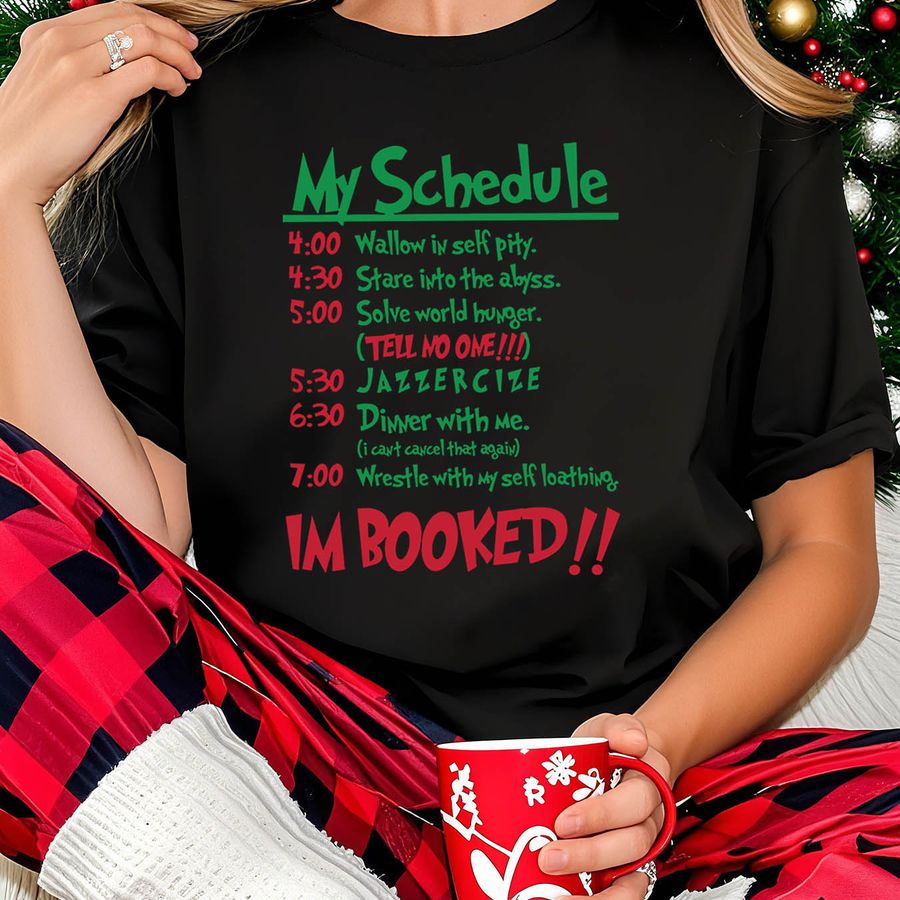 My Schedule
4:00 Wallow in self pity.
4:30 Stare into the abyss.
5:00 Solve world hunger.
(TELL NO ONE!!!)
5:30 JAZZERCIZE
6:30 Dinner with me.
(i cant cancel that again)
7:00 Wrestle with my self loathing.
IM BOOKED!!